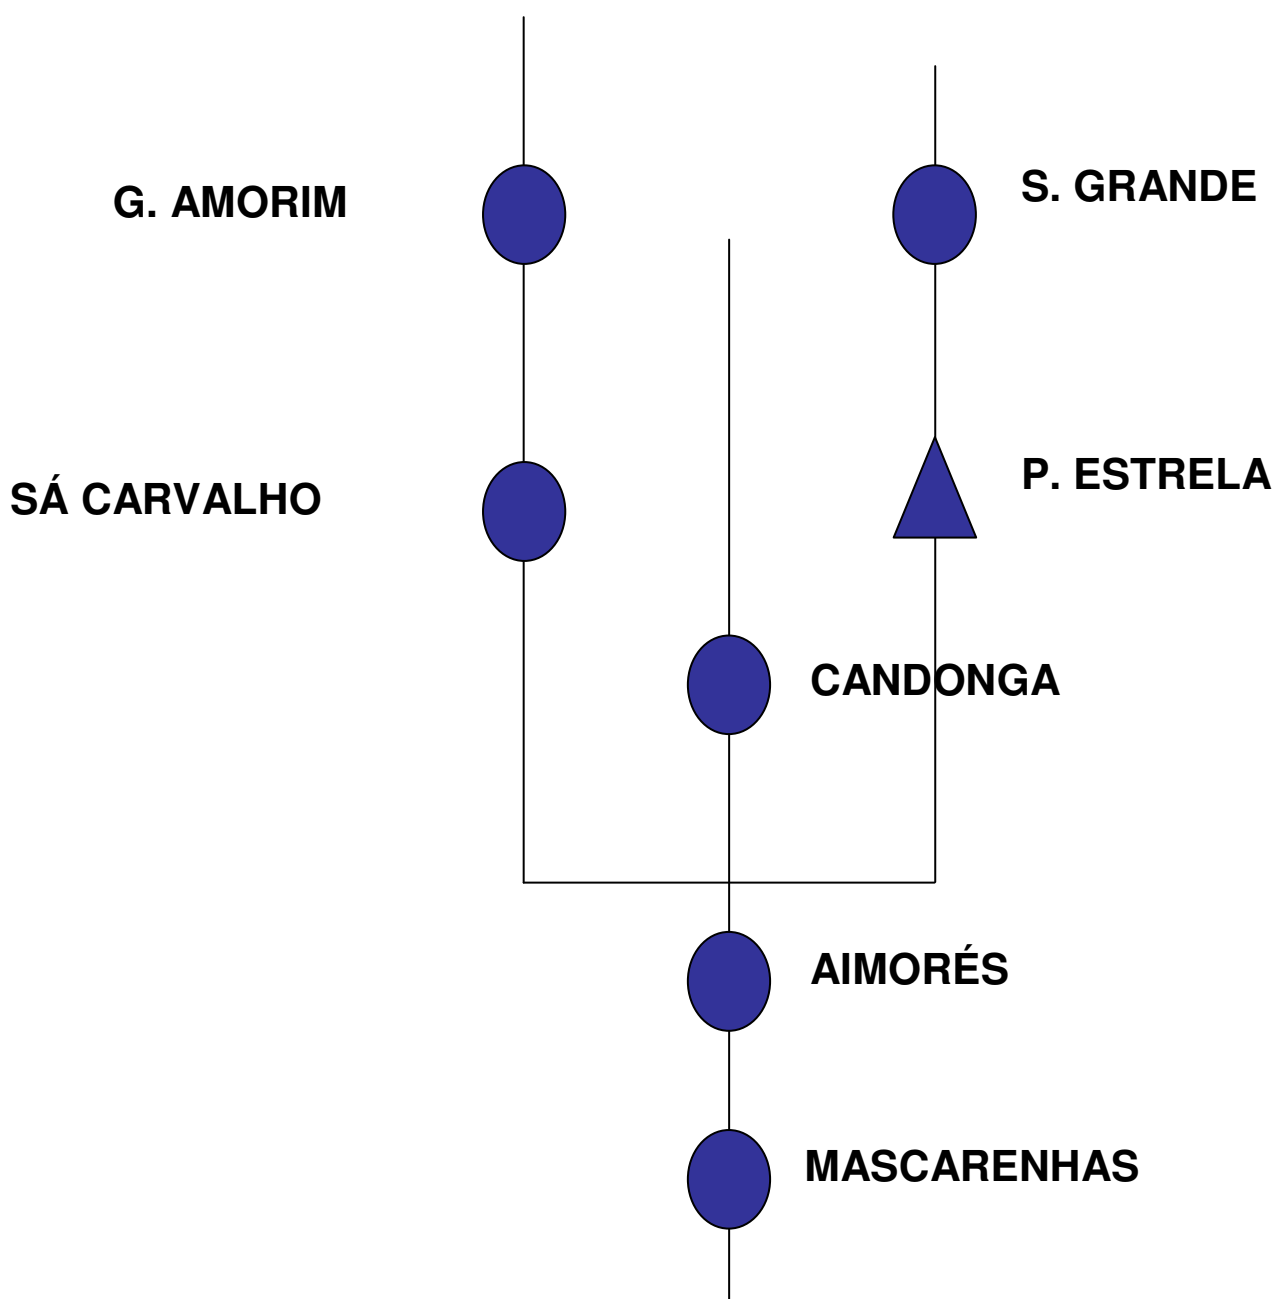 S. GRANDE
G. AMORIM
P. ESTRELA
SÁ CARVALHO
CANDONGA
AIMORÉS
MASCARENHAS